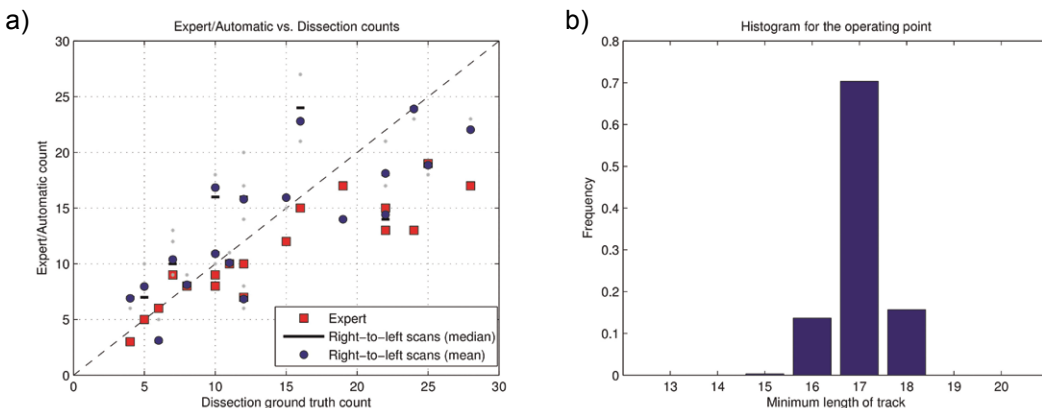 a)
Expert/Automatic vs. Dissection counts
30
25
20
15
10
5
0
0 5 10 15 20 25 30
Expert/Automatic count
Dissection ground truth count
Expert
Right-to-left scans (median)
Right-to-left scans (mean)
b)
Histogram for the operating point
0.8
0.7
0.6
0.5
0.4
0.3
0.2
0.1
0
13 14 15 16 17 18 19 20
Frequency
Minimum length of track